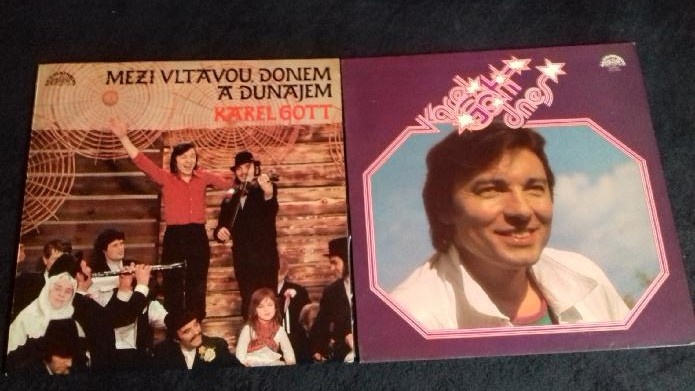 MEZI VLTAVOU, DONEM
A DUNAJEM
KAREL GOTT
Karel
Gott
dnes